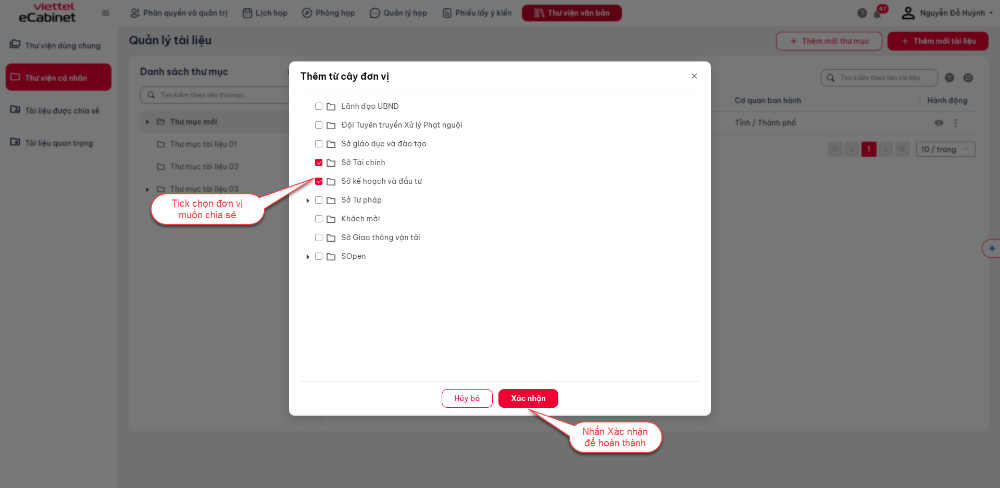 viettel
eCabinet
Phân quyền và quản trị
Lịch họp
Phòng họp
Quản lý họp
Phiếu lấy ý kiến
Thư viện văn bản
47
Nguyễn Đỗ Huỳnh
Thư viện dùng chung
Thư viện cá nhân
Tài liệu được chia sẻ
Tài liệu quan trọng
Quản lý tài liệu
+ Thêm mới thư mục
+ Thêm mới tài liệu
Danh sách thư mục
Tìm kiếm theo tên thư mục
Thư mục mới
Thư mục tài liệu 01
Thư mục tài liệu 02
Thư mục tài liệu 03
Tìm kiếm theo tên tài liệu
Cơ quan ban hành
Hành động
Tỉnh / Thành phố
1
10 / trang
Thêm từ cây đơn vị
Lãnh đạo UBND
Đội Tuyên truyền Xử lý Phạt nguội
Sở giáo dục và đào tạo
Sở Tài chính
Sở kế hoạch và đầu tư
Sở Tư pháp
Khách mời
Sở Giao thông vận tải
SOpen
Tick chọn đơn vị
muốn chia sẻ
Hủy bỏ
Xác nhận
Nhấn Xác nhận
để hoàn thành